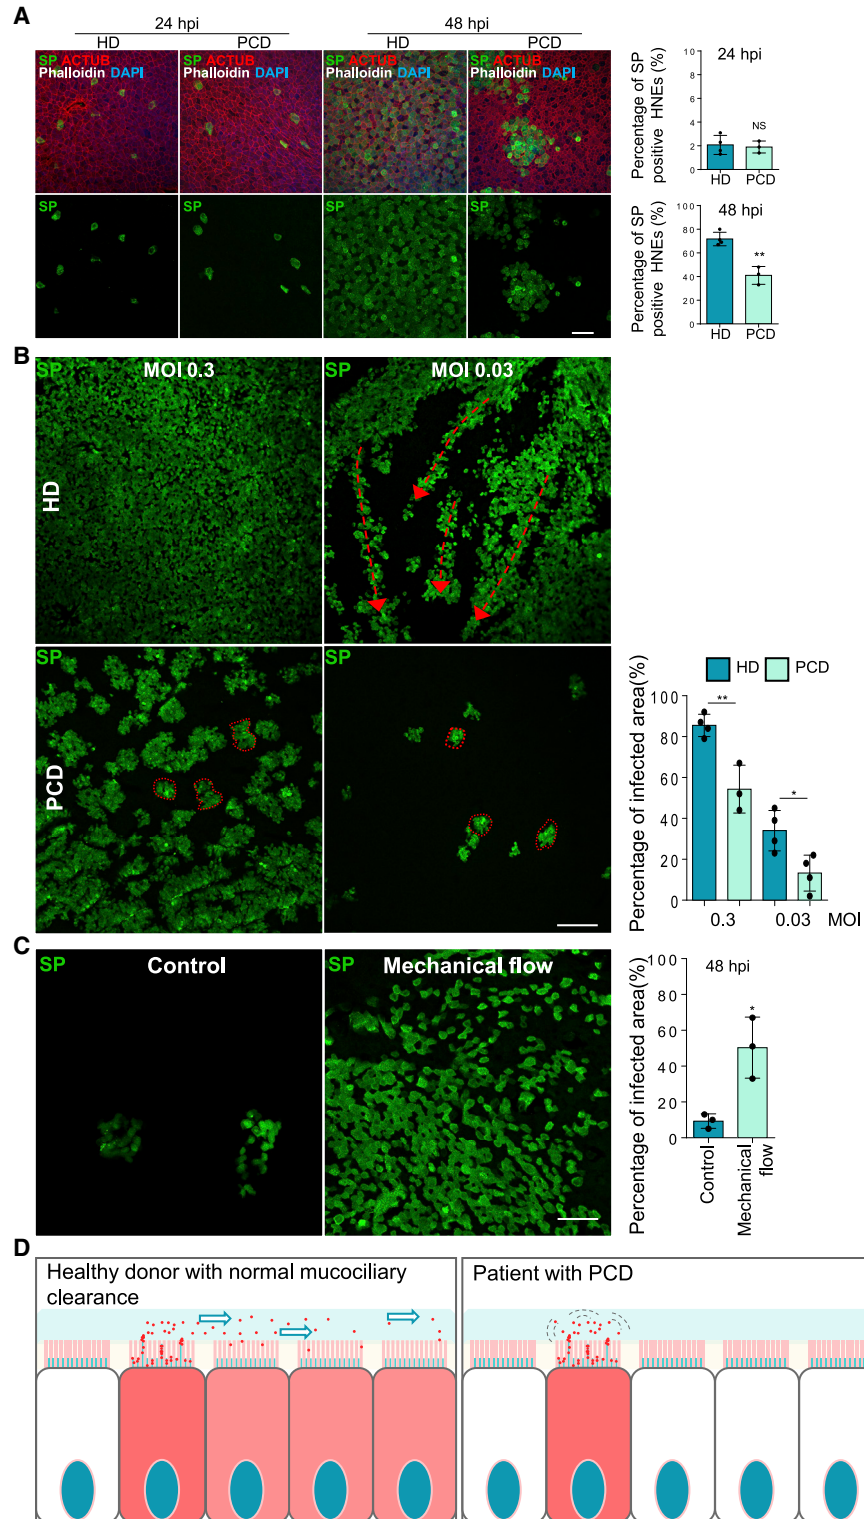 A
24 hpi
48 hpi
HD
PCD
HD
PCD
SP ACTUB
Phalloidin DAPI
SP ACTUB
Phalloidin DAPI
SP ACTUB
Phalloidin DAPI
SP ACTUB
Phalloidin DAPI
SP
SP
SP
SP
Percentage of SP
positive HNEs (%)
24 hpi
10
8
6
4
2
0
NS
HD
PCD
Percentage of SP
positive HNEs (%)
48 hpi
100
80
60
40
20
0
**
HD
PCD
B
SP
MOI 0.3
SP
MOI 0.03
HD
SP
SP
PCD
HD
PCD
Percentage of infected area(%)
100
80
60
40
20
0
**
*
0.3
0.03
MOI
C
SP
Control
SP
Mechanical flow
Percentage of infected area(%)
48 hpi
100
80
60
40
20
0
*
Control
Mechanical
flow
D
Healthy donor with normal mucociliary
clearance
Patient with PCD